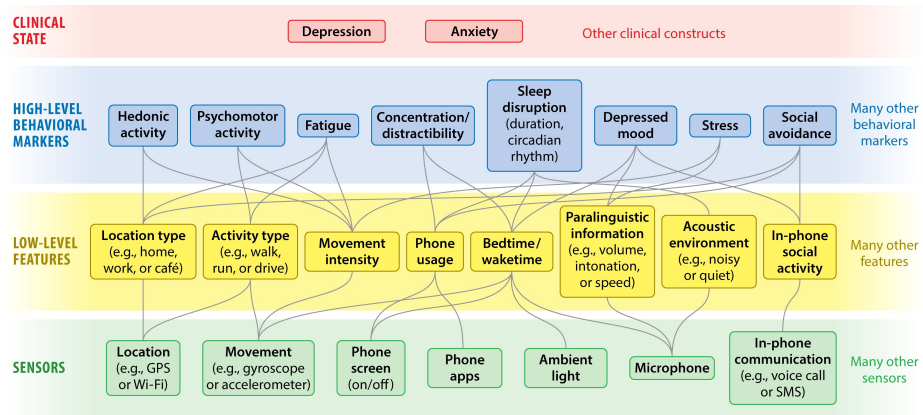 CLINICAL
STATE
Depression
Anxiety
Other clinical constructs
HIGH-LEVEL
BEHAVIORAL
MARKERS
Hedonic
activity
Psychomotor
activity
Fatigue
Concentration/
distractibility
Sleep
disruption
(duration,
circadian
rhythm)
Depressed
mood
Stress
Social
avoidance
Many other
behavioral
markers
LOW-LEVEL
FEATURES
Location type
(e.g., home,
work, or café)
Activity type
(e.g., walk,
run, or drive)
Movement
intensity
Phone
usage
Bedtime/
waketime
Paralinguistic
information
(e.g., volume,
intonation,
or speed)
Acoustic
environment
(e.g., noisy
or quiet)
In-phone
social
activity
Many other
features
SENSORS
Location
(e.g., GPS
or Wi-Fi)
Movement
(e.g., gyroscope
or accelerometer)
Phone
screen
(on/off)
Phone
apps
Ambient
light
Microphone
In-phone
communication
(e.g., voice call
or SMS)
Many other
sensors